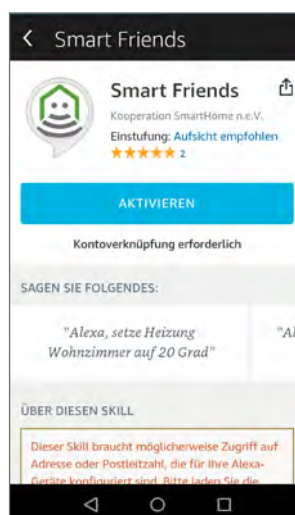 Smart Friends
Smart Friends
Kooperation SmartHome n.e.V.
Einstufung: Aufsicht empfohlen
2
AKTIVIEREN
Kontoverknüpfung erforderlich
SAGEN SIE FOLGENDES:
"Alexa, setze Heizung
Wohnzimmer auf 20 Grad"
"Al
ÜBER DIESEN SKILL
Dieser Skill braucht möglicherweise Zugriff auf
Adresse oder Postleitzahl, die für Ihre Alexa-
Geräte konfiguriert sind. Bitte laden Sie die